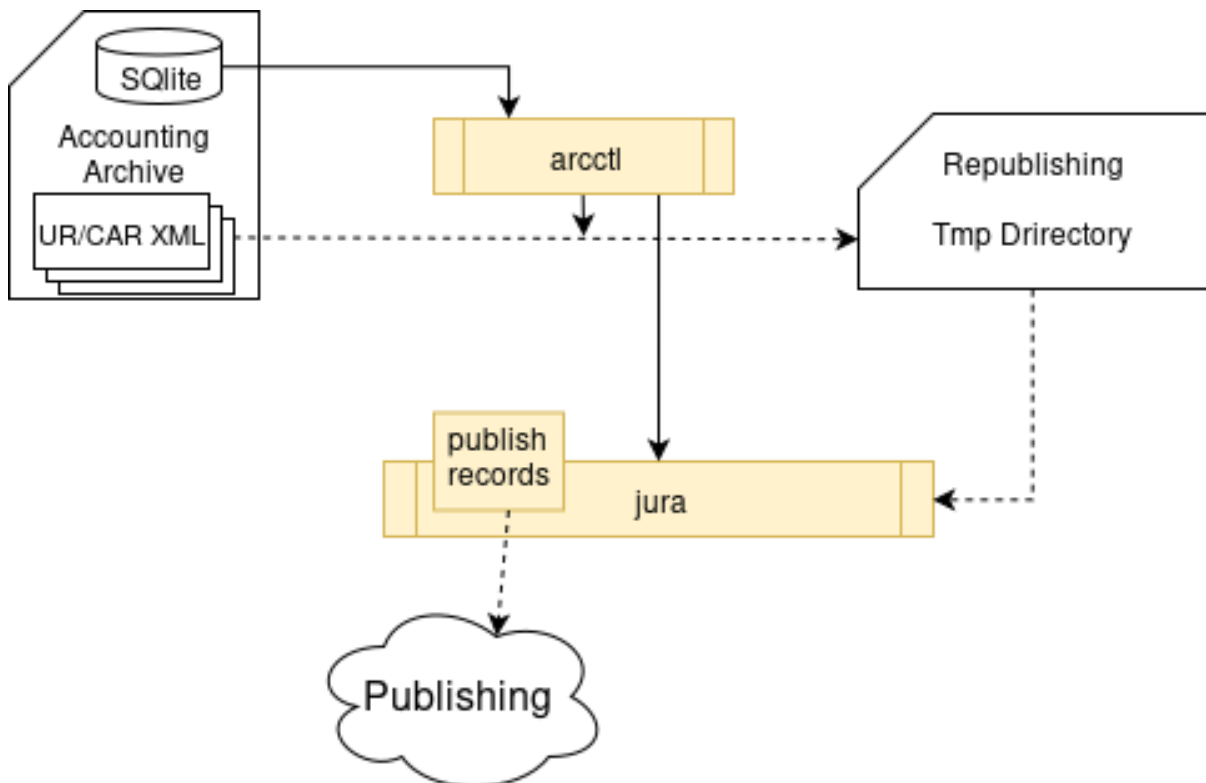 SQlite
Accounting
Archive
UR/CAR XML
arcctl
Republishing
Tmp Drirectory
publish
records
jura
Publishing